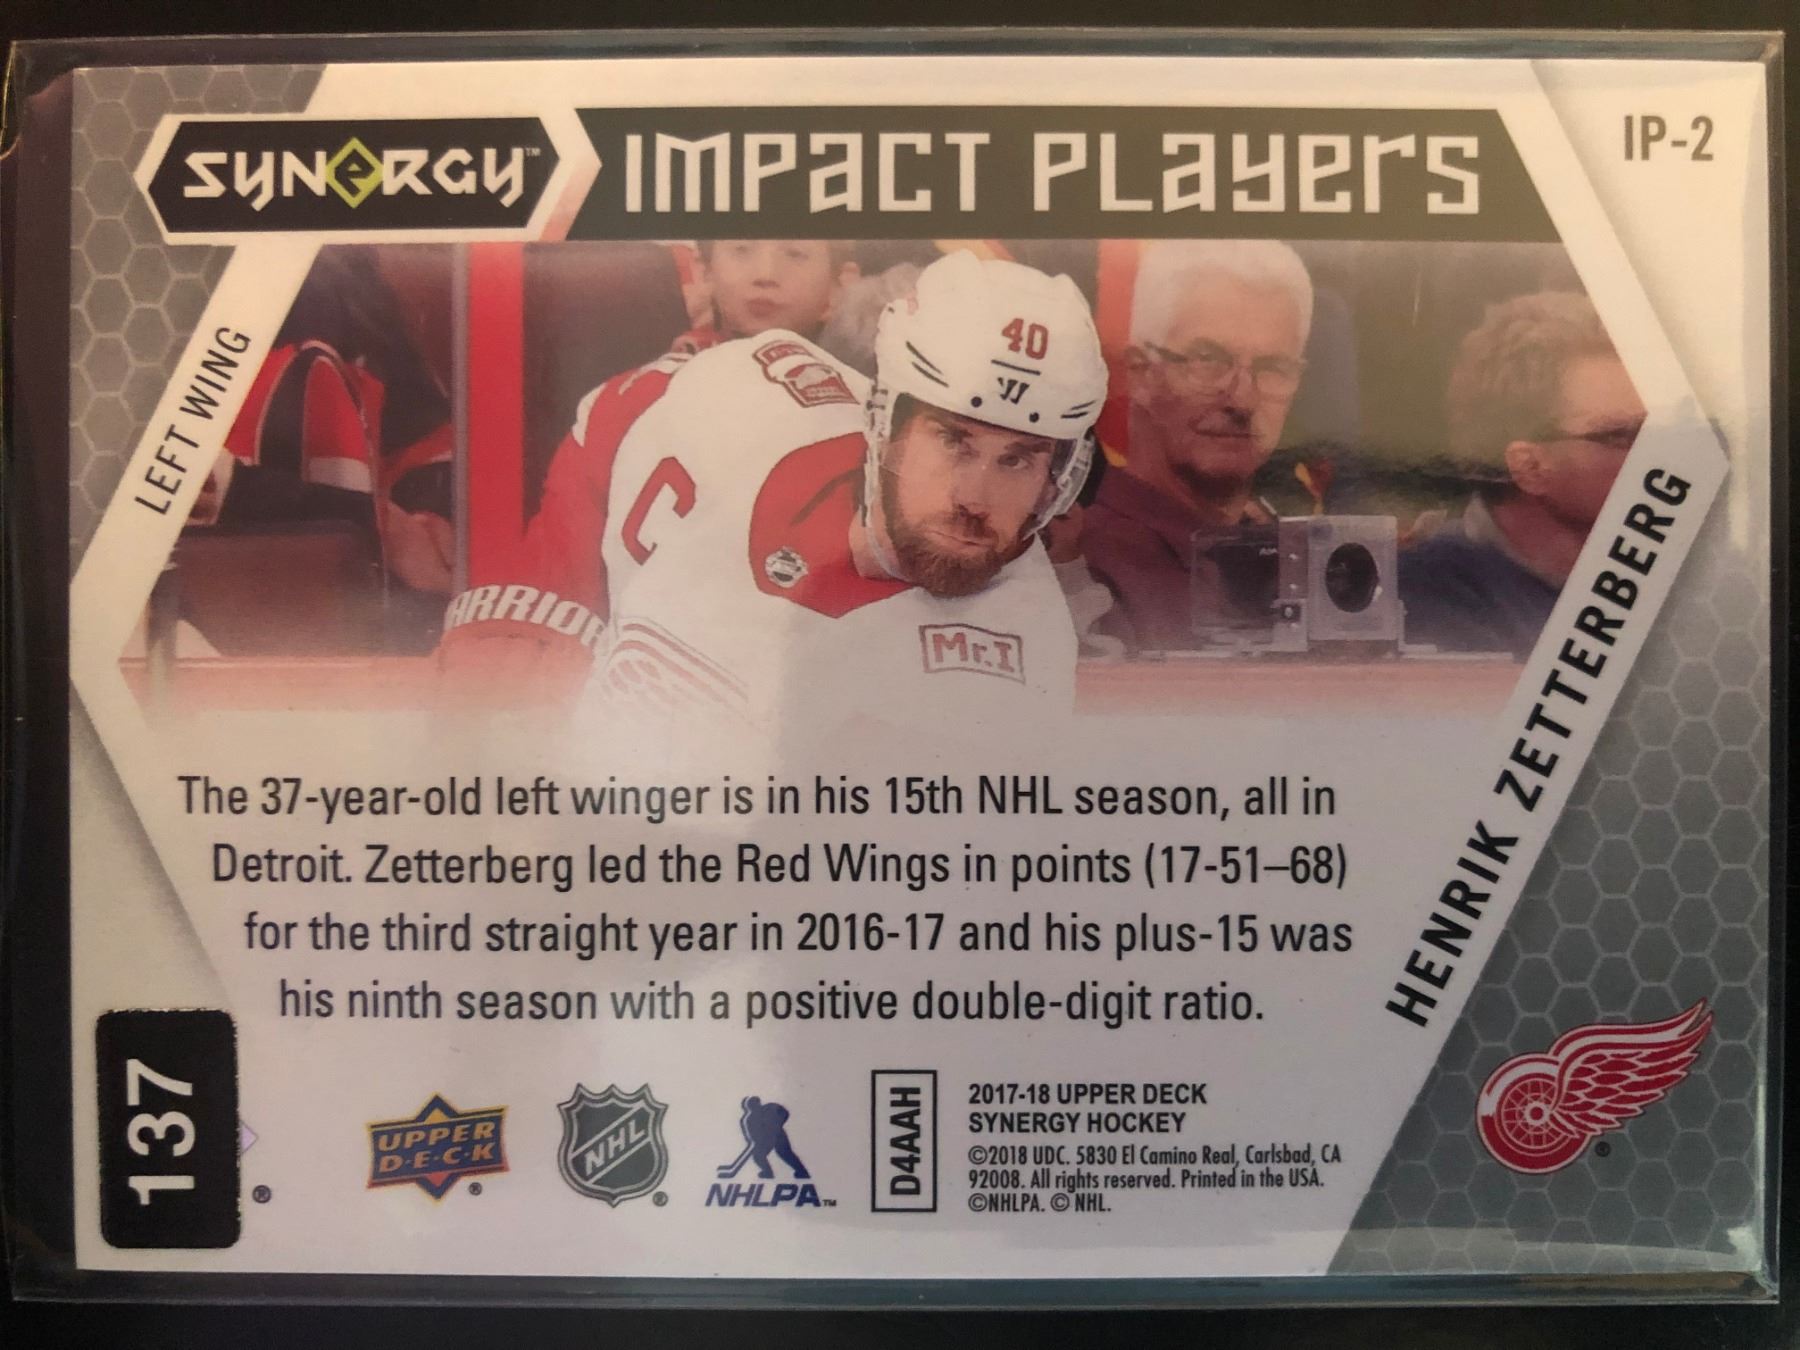 SYNERGY™
IMPACT PLAYERS
IP-2
LEFT WING
40
W
C
ARRIOR
Mr.I
HENRIK ZETTERBERG
The 37-year-old left winger is in his 15th NHL season, all in
Detroit. Zetterberg led the Red Wings in points (17-51–68)
for the third straight year in 2016-17 and his plus-15 was
his ninth season with a positive double-digit ratio.
137
®
UPPER
D·E·C·K
®
NHL
®
NHLPA™
D4AAH
2017-18 UPPER DECK
SYNERGY HOCKEY
©2018 UDC. 5830 El Camino Real, Carlsbad, CA
92008. All rights reserved. Printed in the USA.
©NHLPA. © NHL.
®